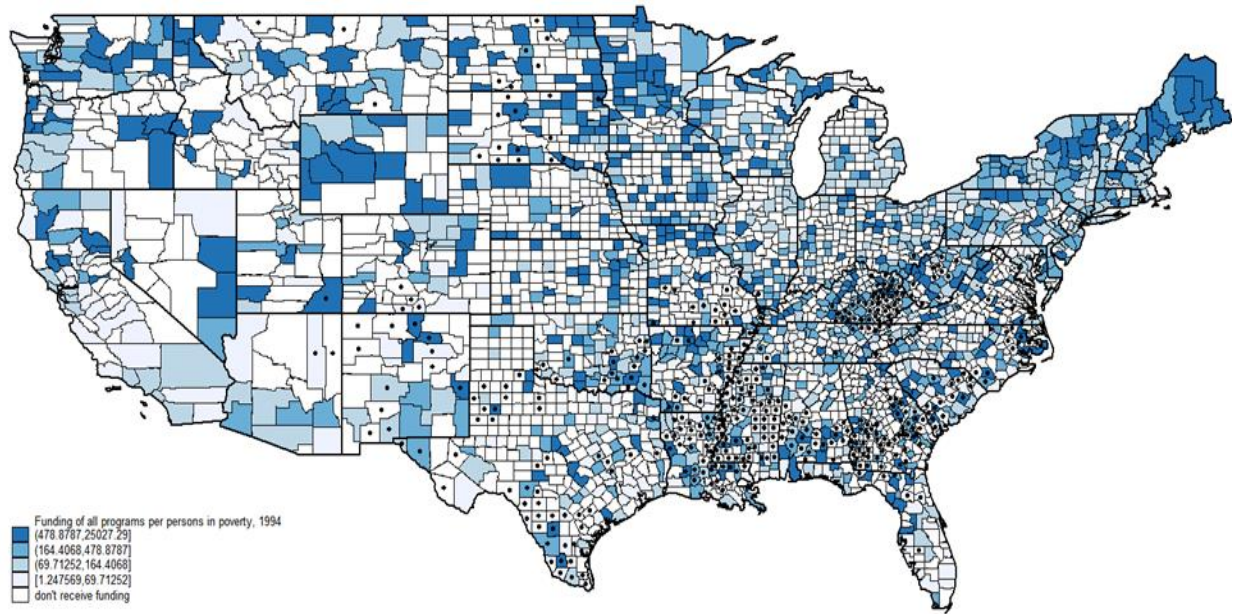 Funding of all programs per persons in poverty, 1994
(478.8787,25027.29]
(164.4068,478.8787]
(69.71252,164.4068]
[1.247569,69.71252]
don't receive funding